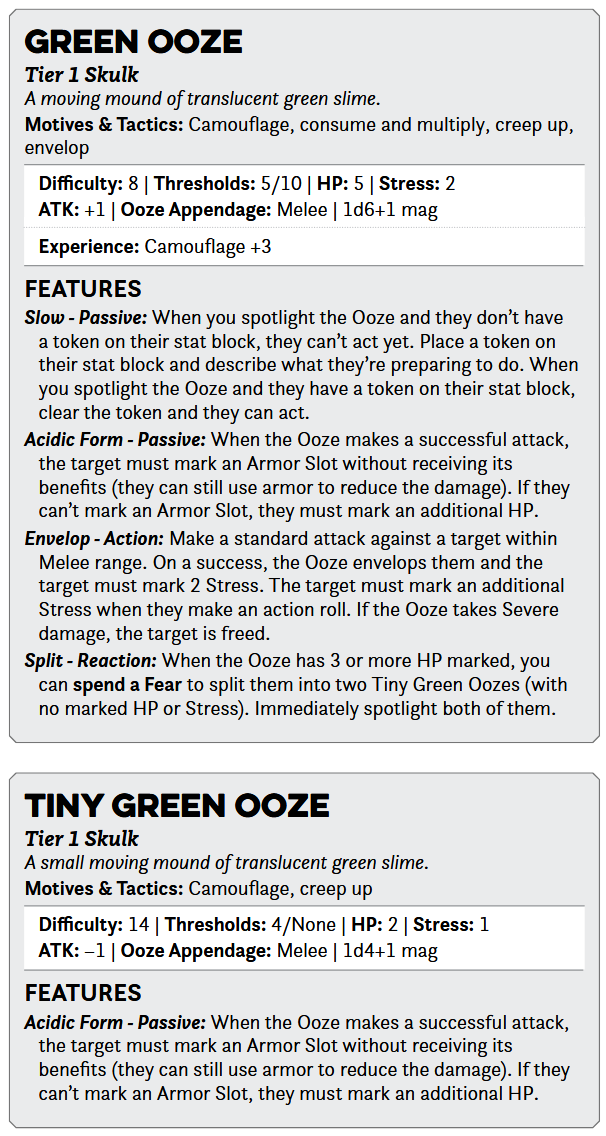 GREEN OOZE
Tier 1 Skulk
A moving mound of translucent green slime.
Motives & Tactics: Camouflage, consume and multiply, creep up,
envelop
Difficulty: 8 | Thresholds: 5/10 | HP: 5 | Stress: 2
ATK: +1 | Ooze Appendage: Melee | 1d6+1 mag
Experience: Camouflage +3
FEATURES
Slow - Passive: When you spotlight the Ooze and they don’t have
a token on their stat block, they can’t act yet. Place a token on
their stat block and describe what they’re preparing to do. When
you spotlight the Ooze and they have a token on their stat block,
clear the token and they can act.
Acidic Form - Passive: When the Ooze makes a successful attack,
the target must mark an Armor Slot without receiving its
benefits (they can still use armor to reduce the damage). If they
can’t mark an Armor Slot, they must mark an additional HP.
Envelop - Action: Make a standard attack against a target within
Melee range. On a success, the Ooze envelops them and the
target must mark 2 Stress. The target must mark an additional
Stress when they make an action roll. If the Ooze takes Severe
damage, the target is freed.
Split - Reaction: When the Ooze has 3 or more HP marked, you
can spend a Fear to split them into two Tiny Green Oozes (with
no marked HP or Stress). Immediately spotlight both of them.
TINY GREEN OOZE
Tier 1 Skulk
A small moving mound of translucent green slime.
Motives & Tactics: Camouflage, creep up
Difficulty: 14 | Thresholds: 4/None | HP: 2 | Stress: 1
ATK: −1 | Ooze Appendage: Melee | 1d4+1 mag
FEATURES
Acidic Form - Passive: When the Ooze makes a successful attack,
the target must mark an Armor Slot without receiving its
benefits (they can still use armor to reduce the damage). If they
can’t mark an Armor Slot, they must mark an additional HP.